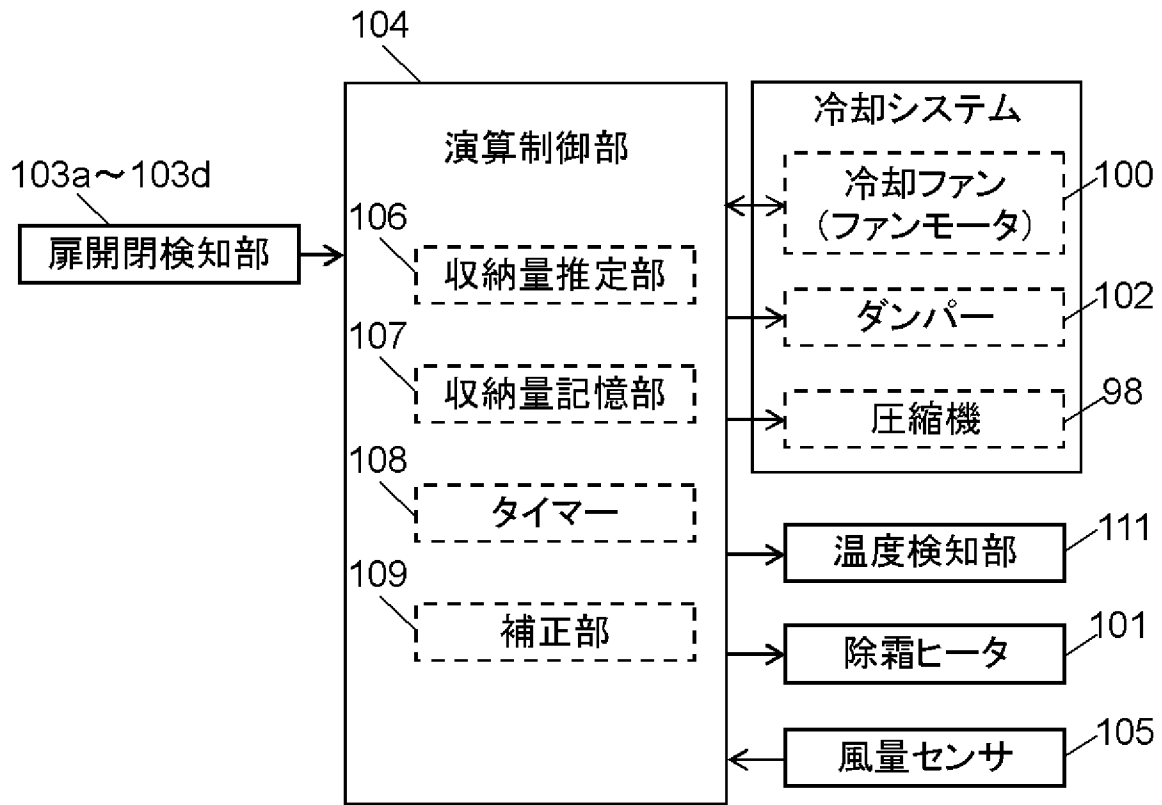 104
演算制御部
103a～103d
扉開閉検知部
106
収納量推定部
107
収納量記憶部
108
タイマー
109
補正部
冷却システム
冷却ファン
(ファンモータ)
100
ダンパー
102
圧縮機
98
温度検知部
111
除霜ヒータ
101
風量センサ
105